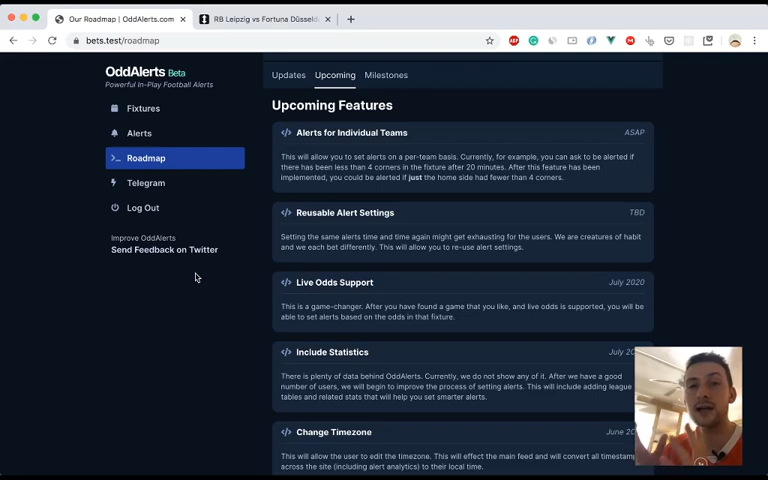 Our Roadmap | OddAlerts.com
RB Leipzig vs Fortuna Düsseld
bets.test/roadmap
OddAlerts Beta
Powerful In-Play Football Alerts
Fixtures
Alerts
Roadmap
Telegram
Log Out
Improve OddAlerts
Send Feedback on Twitter
Updates
Upcoming
Milestones
Upcoming Features
Alerts for Individual Teams
ASAP
This will allow you to set alerts on a per-team basis. Currently, for example, you can ask to be alerted if
there has been less than 4 corners in the fixture after 20 minutes. After this feature has been
implemented, you could be alerted if just the home side had fewer than 4 corners.
Reusable Alert Settings
TBD
Setting the same alerts time and time again might get exhausting for the users. We are creatures of habit
and we each bet differently. This will allow you to re-use alert settings.
Live Odds Support
July 2020
This is a game-changer. After you have found a game that you like, and live odds is supported, you will be
able to set alerts based on the odds in that fixture.
Include Statistics
July 20
There is plenty of data behind OddAlerts. Currently, we do not show any of it. After we have a good
number of users, we will begin to improve the process of setting alerts. This will include adding league
tables and related stats that will help you set smarter alerts.
Change Timezone
June 20
This will allow the user to edit the timezone. This will effect the main feed and will convert all timestam
across the site (including alert analytics) to their local time.